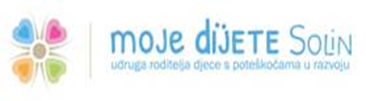 moje dijete Solin
udruga roditelja djece s poteškoćama u razvoju